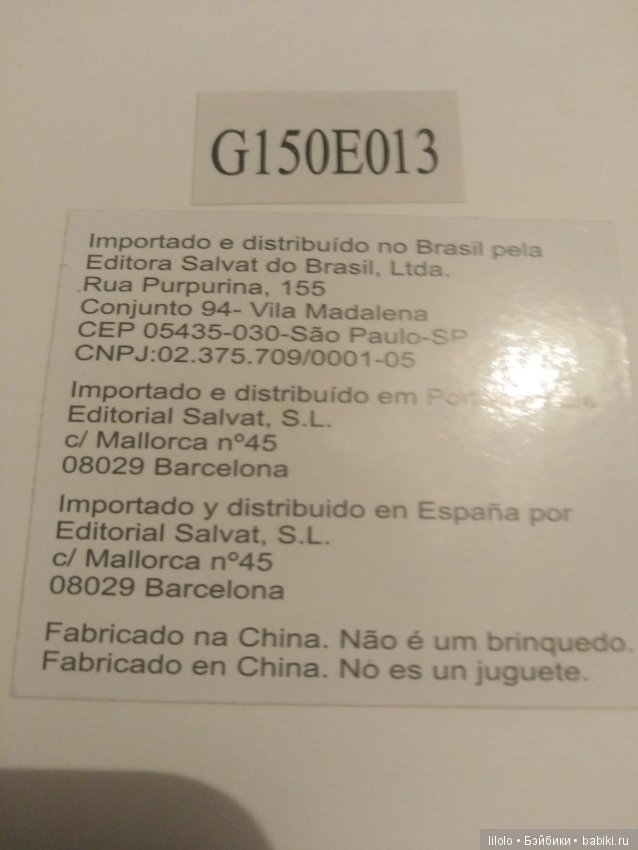 G150E013
Importado e distribuído no Brasil pela
Editora Salvat do Brasil, Ltda.
Rua Purpurina, 155
Conjunto 94- Vila Madalena
CEP 05435-030-São Paulo-SP
CNPJ:02.375.709/0001-05
Importado e distribuído em
Editorial Salvat, S.L.
c/ Mallorca nº45
08029 Barcelona
Importado y distribuido en España por
Editorial Salvat, S.L.
c/ Mallorca nº45
08029 Barcelona
Fabricado na China. Não é um brinquedo.
Fabricado en China. No es un juguete.
lilolo • Бэйбики • babiki.ru